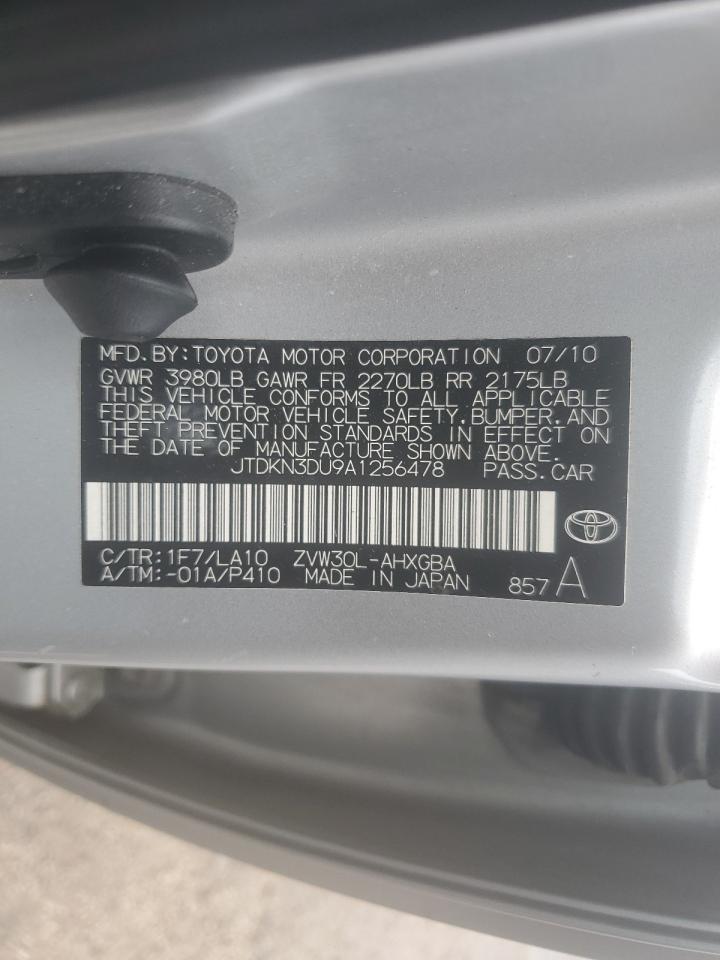 MFD. BY: TOYOTA MOTOR CORPORATION 07/10
GVWR 3980LB GAWR FR 2270LB RR 2175LB
THIS VEHICLE CONFORMS TO ALL APPLICABLE
FEDERAL MOTOR VEHICLE SAFETY, BUMPER, AND
THEFT PREVENTION STANDARDS IN EFFECT ON
THE DATE OF MANUFACTURE SHOWN ABOVE.
JTDKN3DU9A1256478 PASS. CAR
C/TR: 1F7/LA10 ZVW30L-AHXGBA
A/TM: -01A/P410 MADE IN JAPAN 857 A